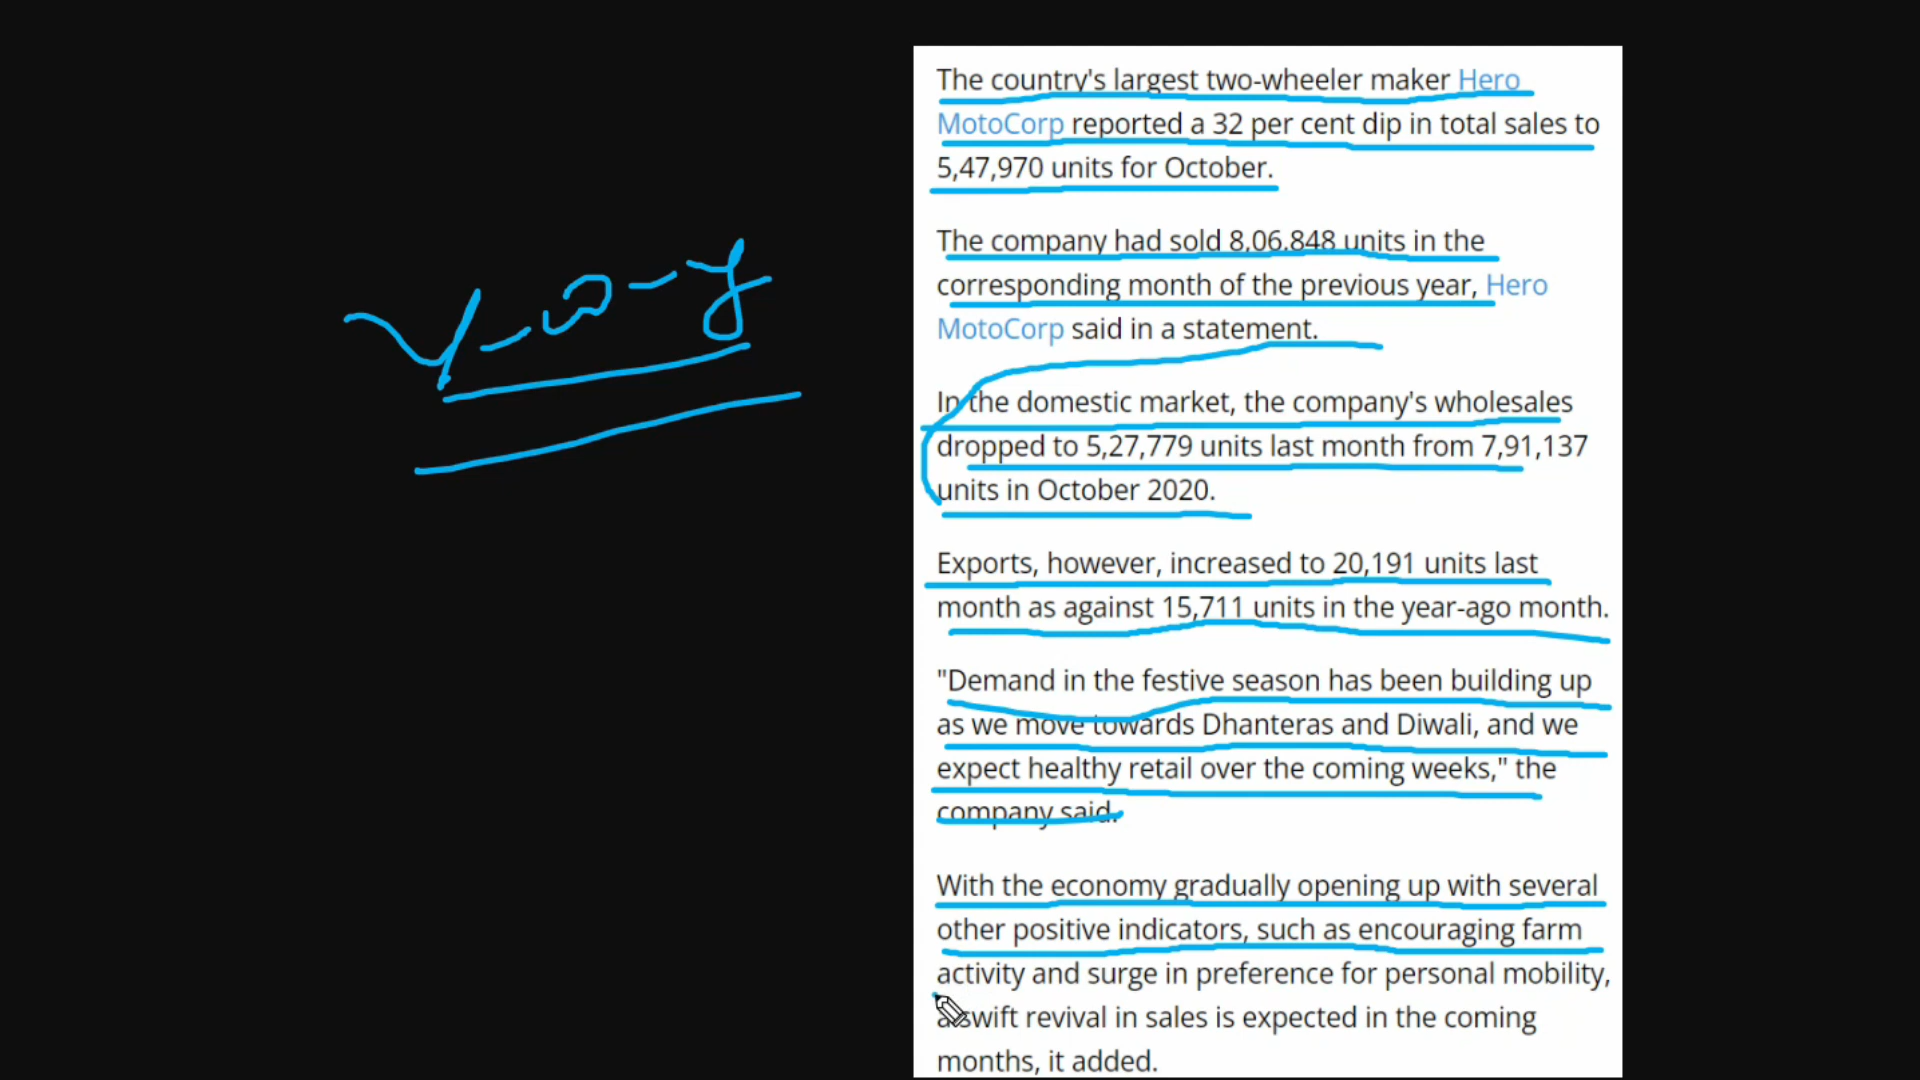 y-o-y
The country's largest two-wheeler maker Hero
MotoCorp reported a 32 per cent dip in total sales to
5,47,970 units for October.
The company had sold 8,06,848 units in the
corresponding month of the previous year, Hero
MotoCorp said in a statement.
In the domestic market, the company's wholesales
dropped to 5,27,779 units last month from 7,91,137
units in October 2020.
Exports, however, increased to 20,191 units last
month as against 15,711 units in the year-ago month.
"Demand in the festive season has been building up
as we move towards Dhanteras and Diwali, and we
expect healthy retail over the coming weeks," the
company said.
With the economy gradually opening up with several
other positive indicators, such as encouraging farm
activity and surge in preference for personal mobility,
a swift revival in sales is expected in the coming
months, it added.